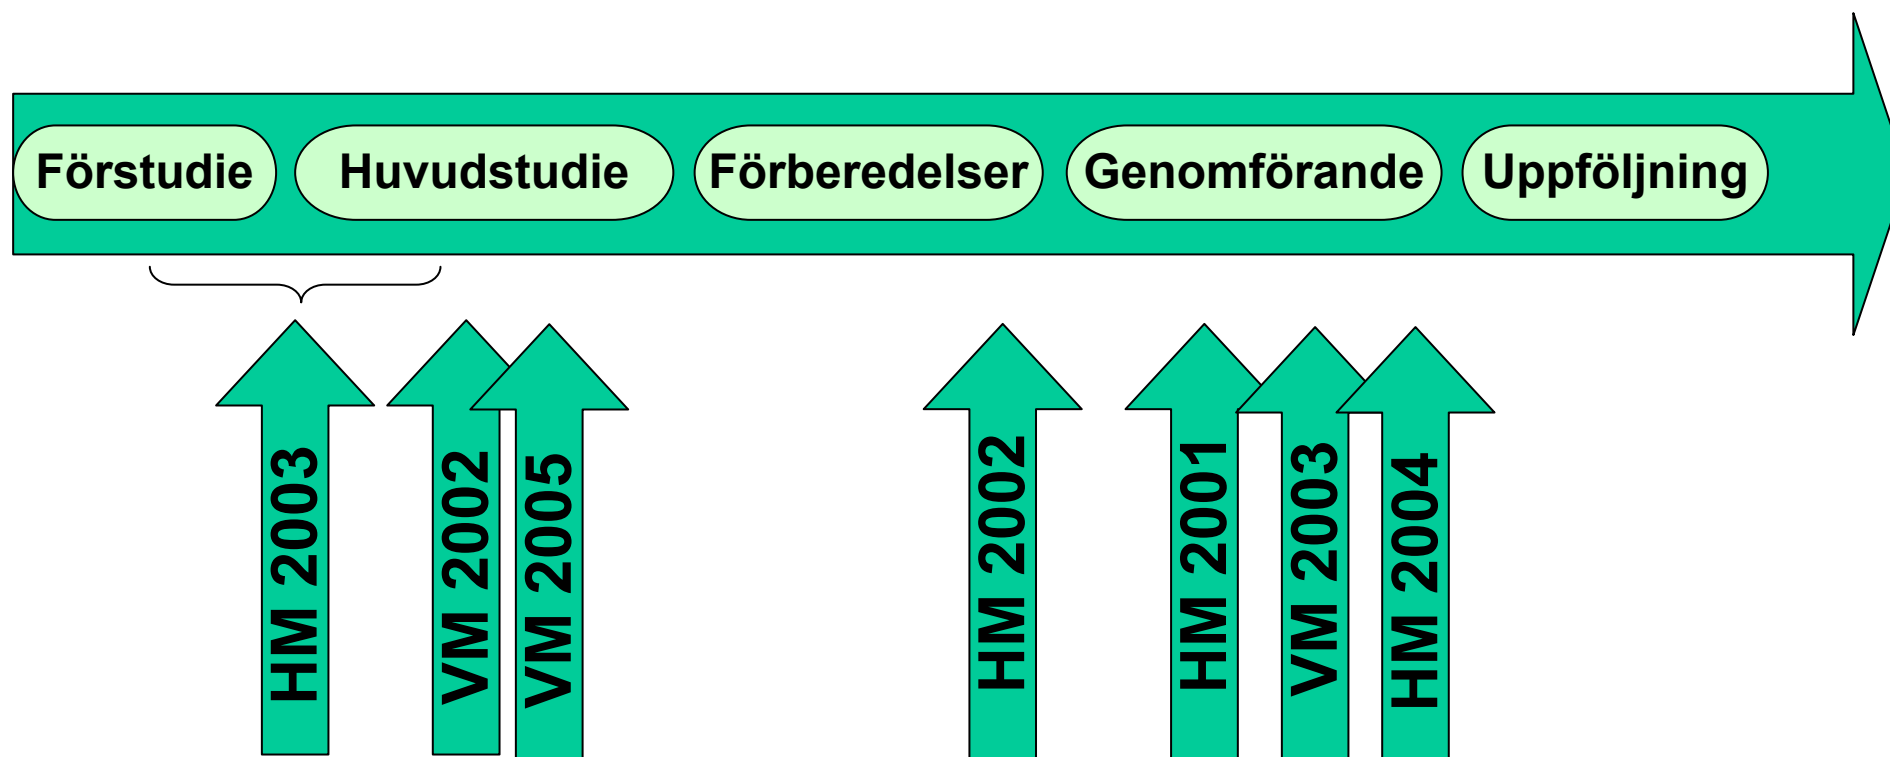 Förstudie
Huvudstudie
Förberedelser
Genomförande
Uppföljning
HM 2003
VM 2002
VM 2005
HM 2002
HM 2001
VM 2003
HM 2004